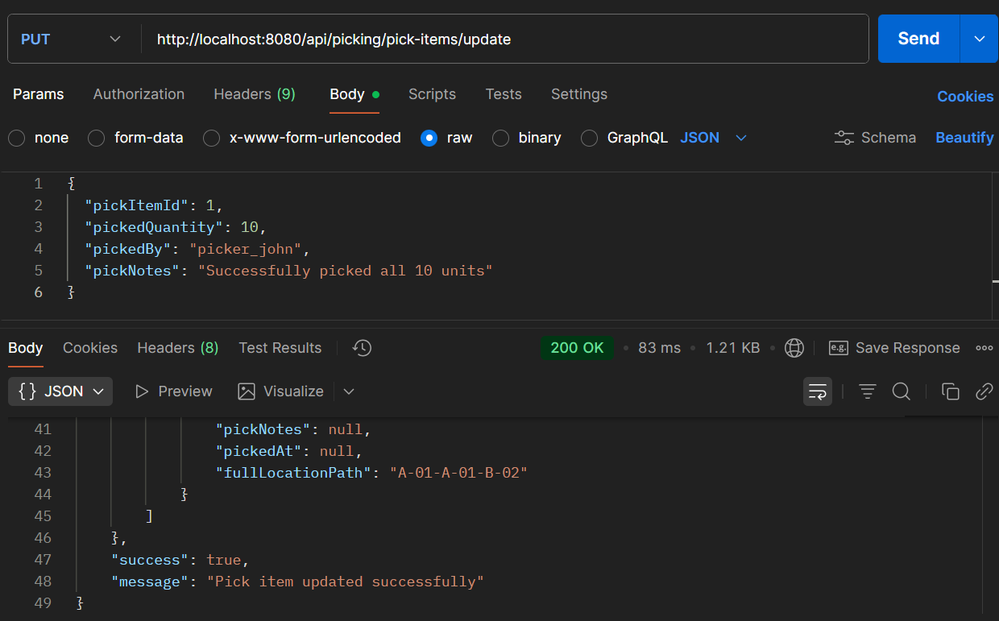 PUT http://localhost:8080/api/picking/pick-items/update Send
Params Authorization Headers (9) Body Scripts Tests Settings Cookies
none form-data x-www-form-urlencoded raw binary GraphQL JSON Schema Beautify
1 {
2 "pickItemId": 1,
3 "pickedQuantity": 10,
4 "pickedBy": "picker_john",
5 "pickNotes": "Successfully picked all 10 units"
6 }
Body Cookies Headers (8) Test Results 200 OK • 83 ms • 1.21 KB • e.g. Save Response
{} JSON Preview Visualize
41 "pickNotes": null,
42 "pickedAt": null,
43 "fullLocationPath": "A-01-A-01-B-02"
44 }
45 ]
46 },
47 "success": true,
48 "message": "Pick item updated successfully"
49 }